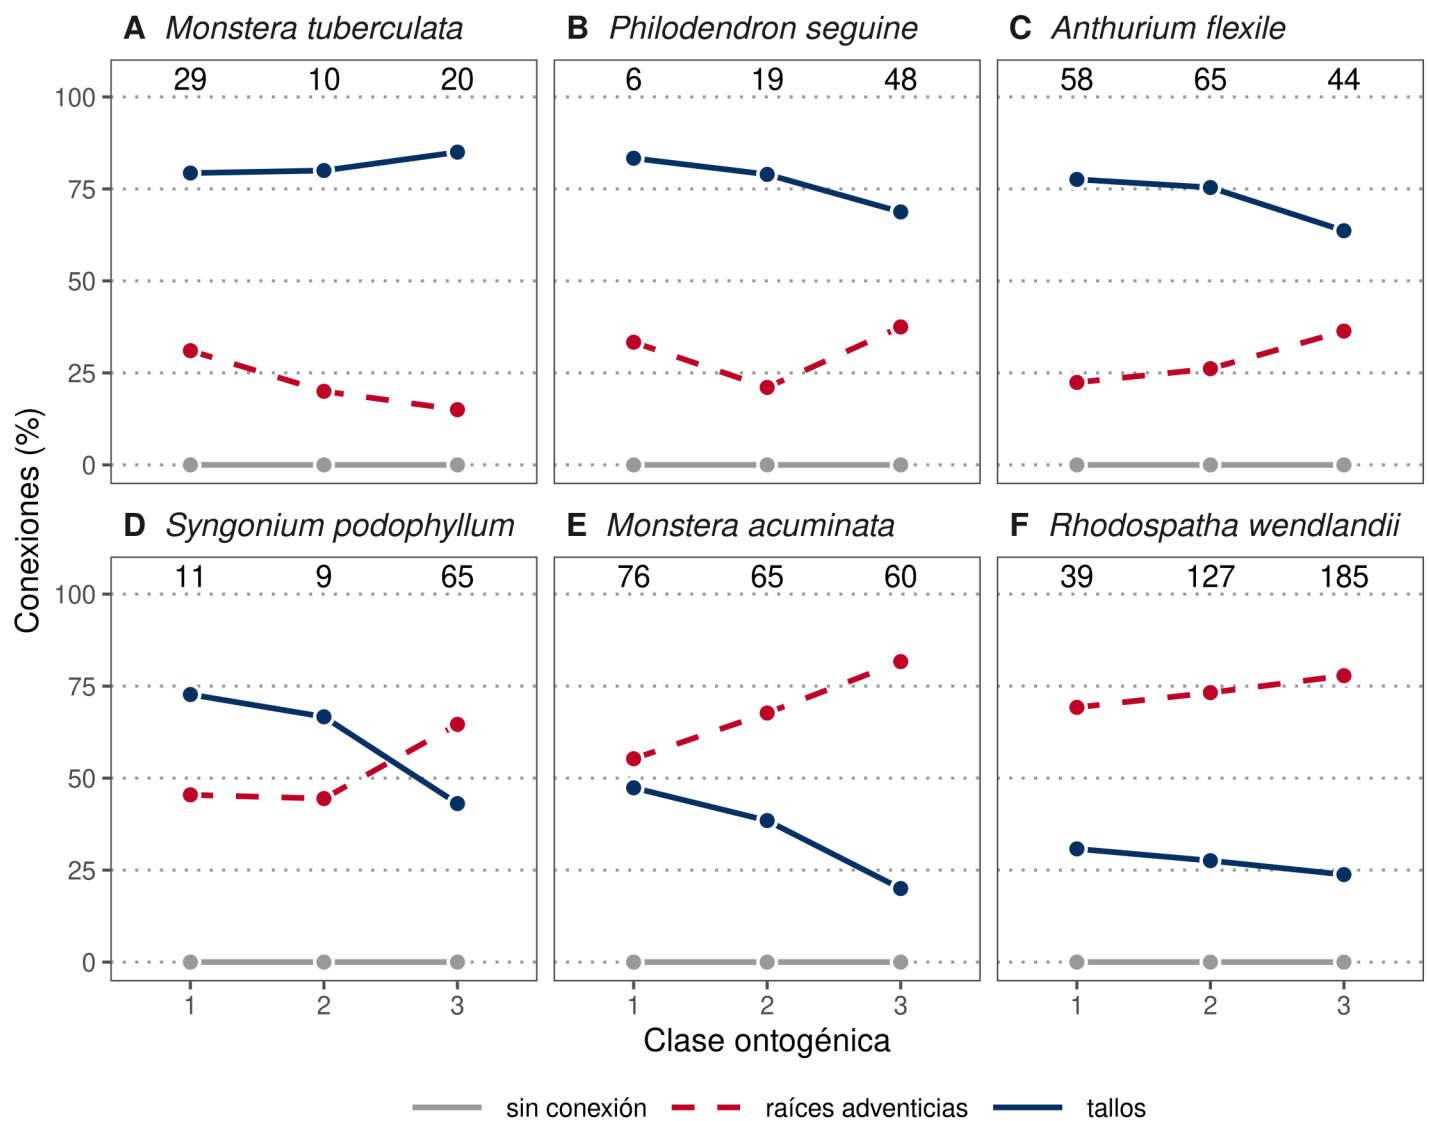 A Monstera tuberculata
B Philodendron seguine
C Anthurium flexile
29 10 20
6 19 48
58 65 44
100
75
50
25
0
D Syngonium podophyllum
E Monstera acuminata
F Rhodospatha wendlandii
11 9 65
76 65 60
39 127 185
100
75
50
25
0
Conexiones (%)
1 2 3
1 2 3
1 2 3
Clase ontogénica
sin conexión raíces adventicias tallos